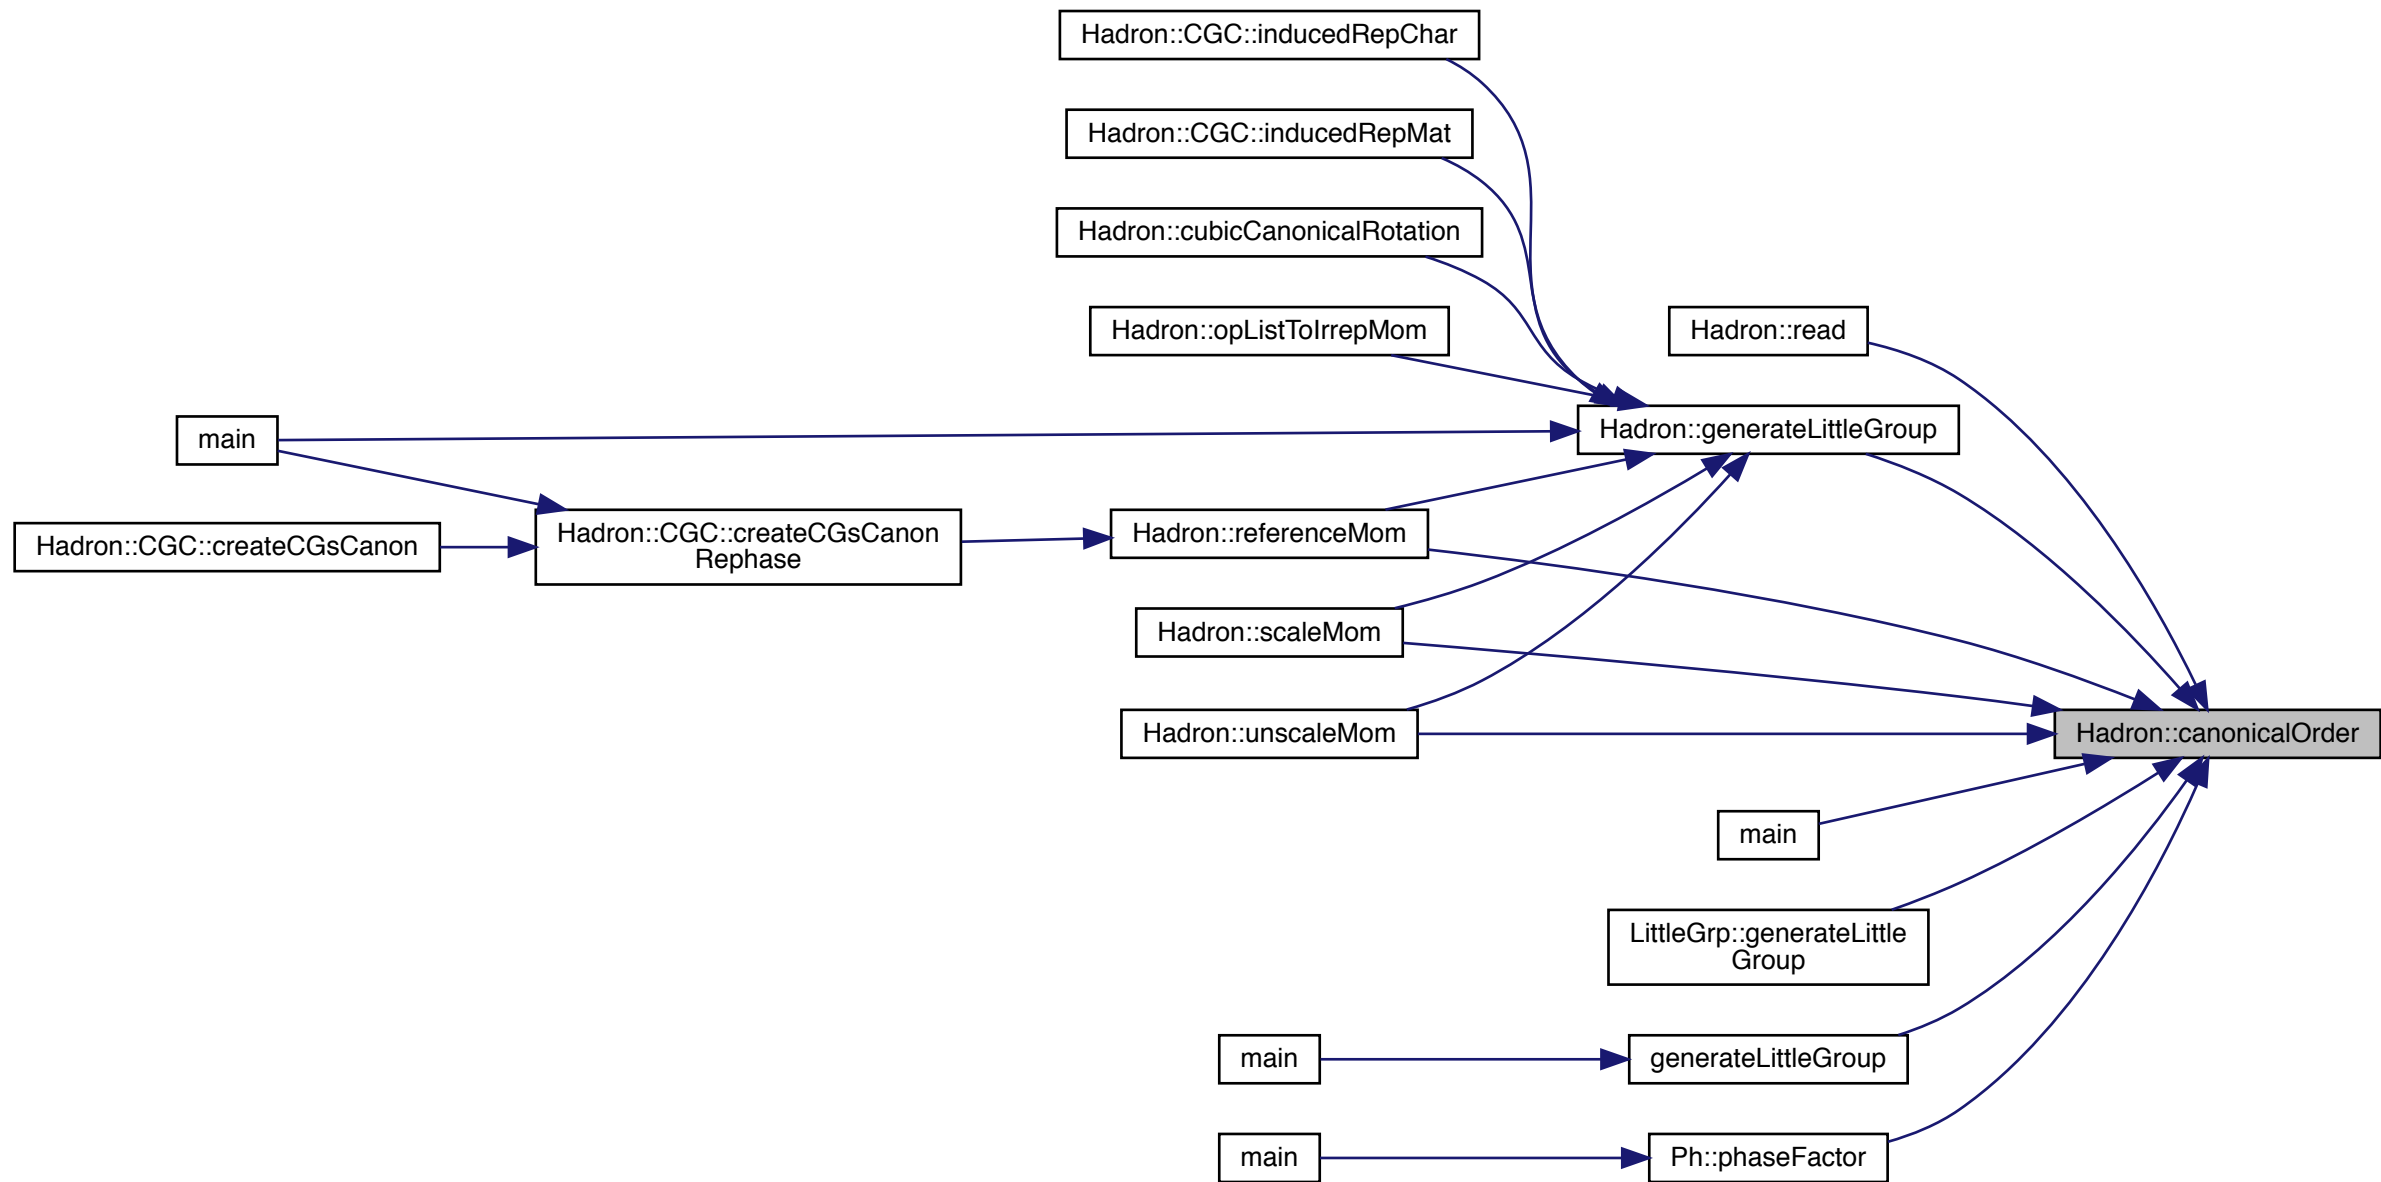 Hadron::CGC::inducedRepChar
Hadron::CGC::inducedRepMat
Hadron::cubicCanonicalRotation
Hadron::opListToIrrepMom
Hadron::read
main
Hadron::generateLittleGroup
Hadron::CGC::createCGsCanon
Hadron::CGC::createCGsCanon
Rephase
Hadron::referenceMom
Hadron::scaleMom
Hadron::unscaleMom
Hadron::canonicalOrder
main
LittleGrp::generateLittle
Group
main
generateLittleGroup
main
Ph::phaseFactor